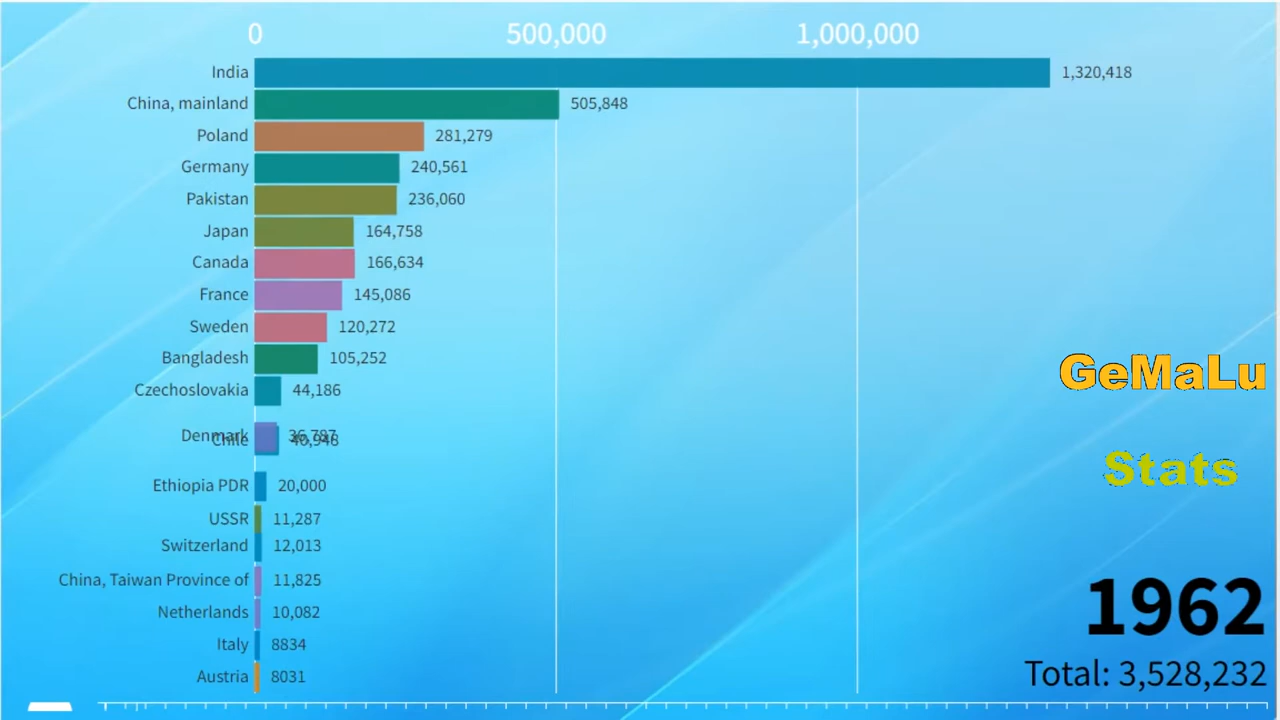 0 500,000 1,000,000
India 1,320,418
China, mainland 505,848
Poland 281,279
Germany 240,561
Pakistan 236,060
Japan 164,758
Canada 166,634
France 145,086
Sweden 120,272
Bangladesh 105,252
Czechoslovakia 44,186
Denmark
Chile
Ethiopia PDR 20,000
USSR 11,287
Switzerland 12,013
China, Taiwan Province of 11,825
Netherlands 10,082
Italy 8834
Austria 8031
GeMaLu
Stats
1962
Total: 3,528,232